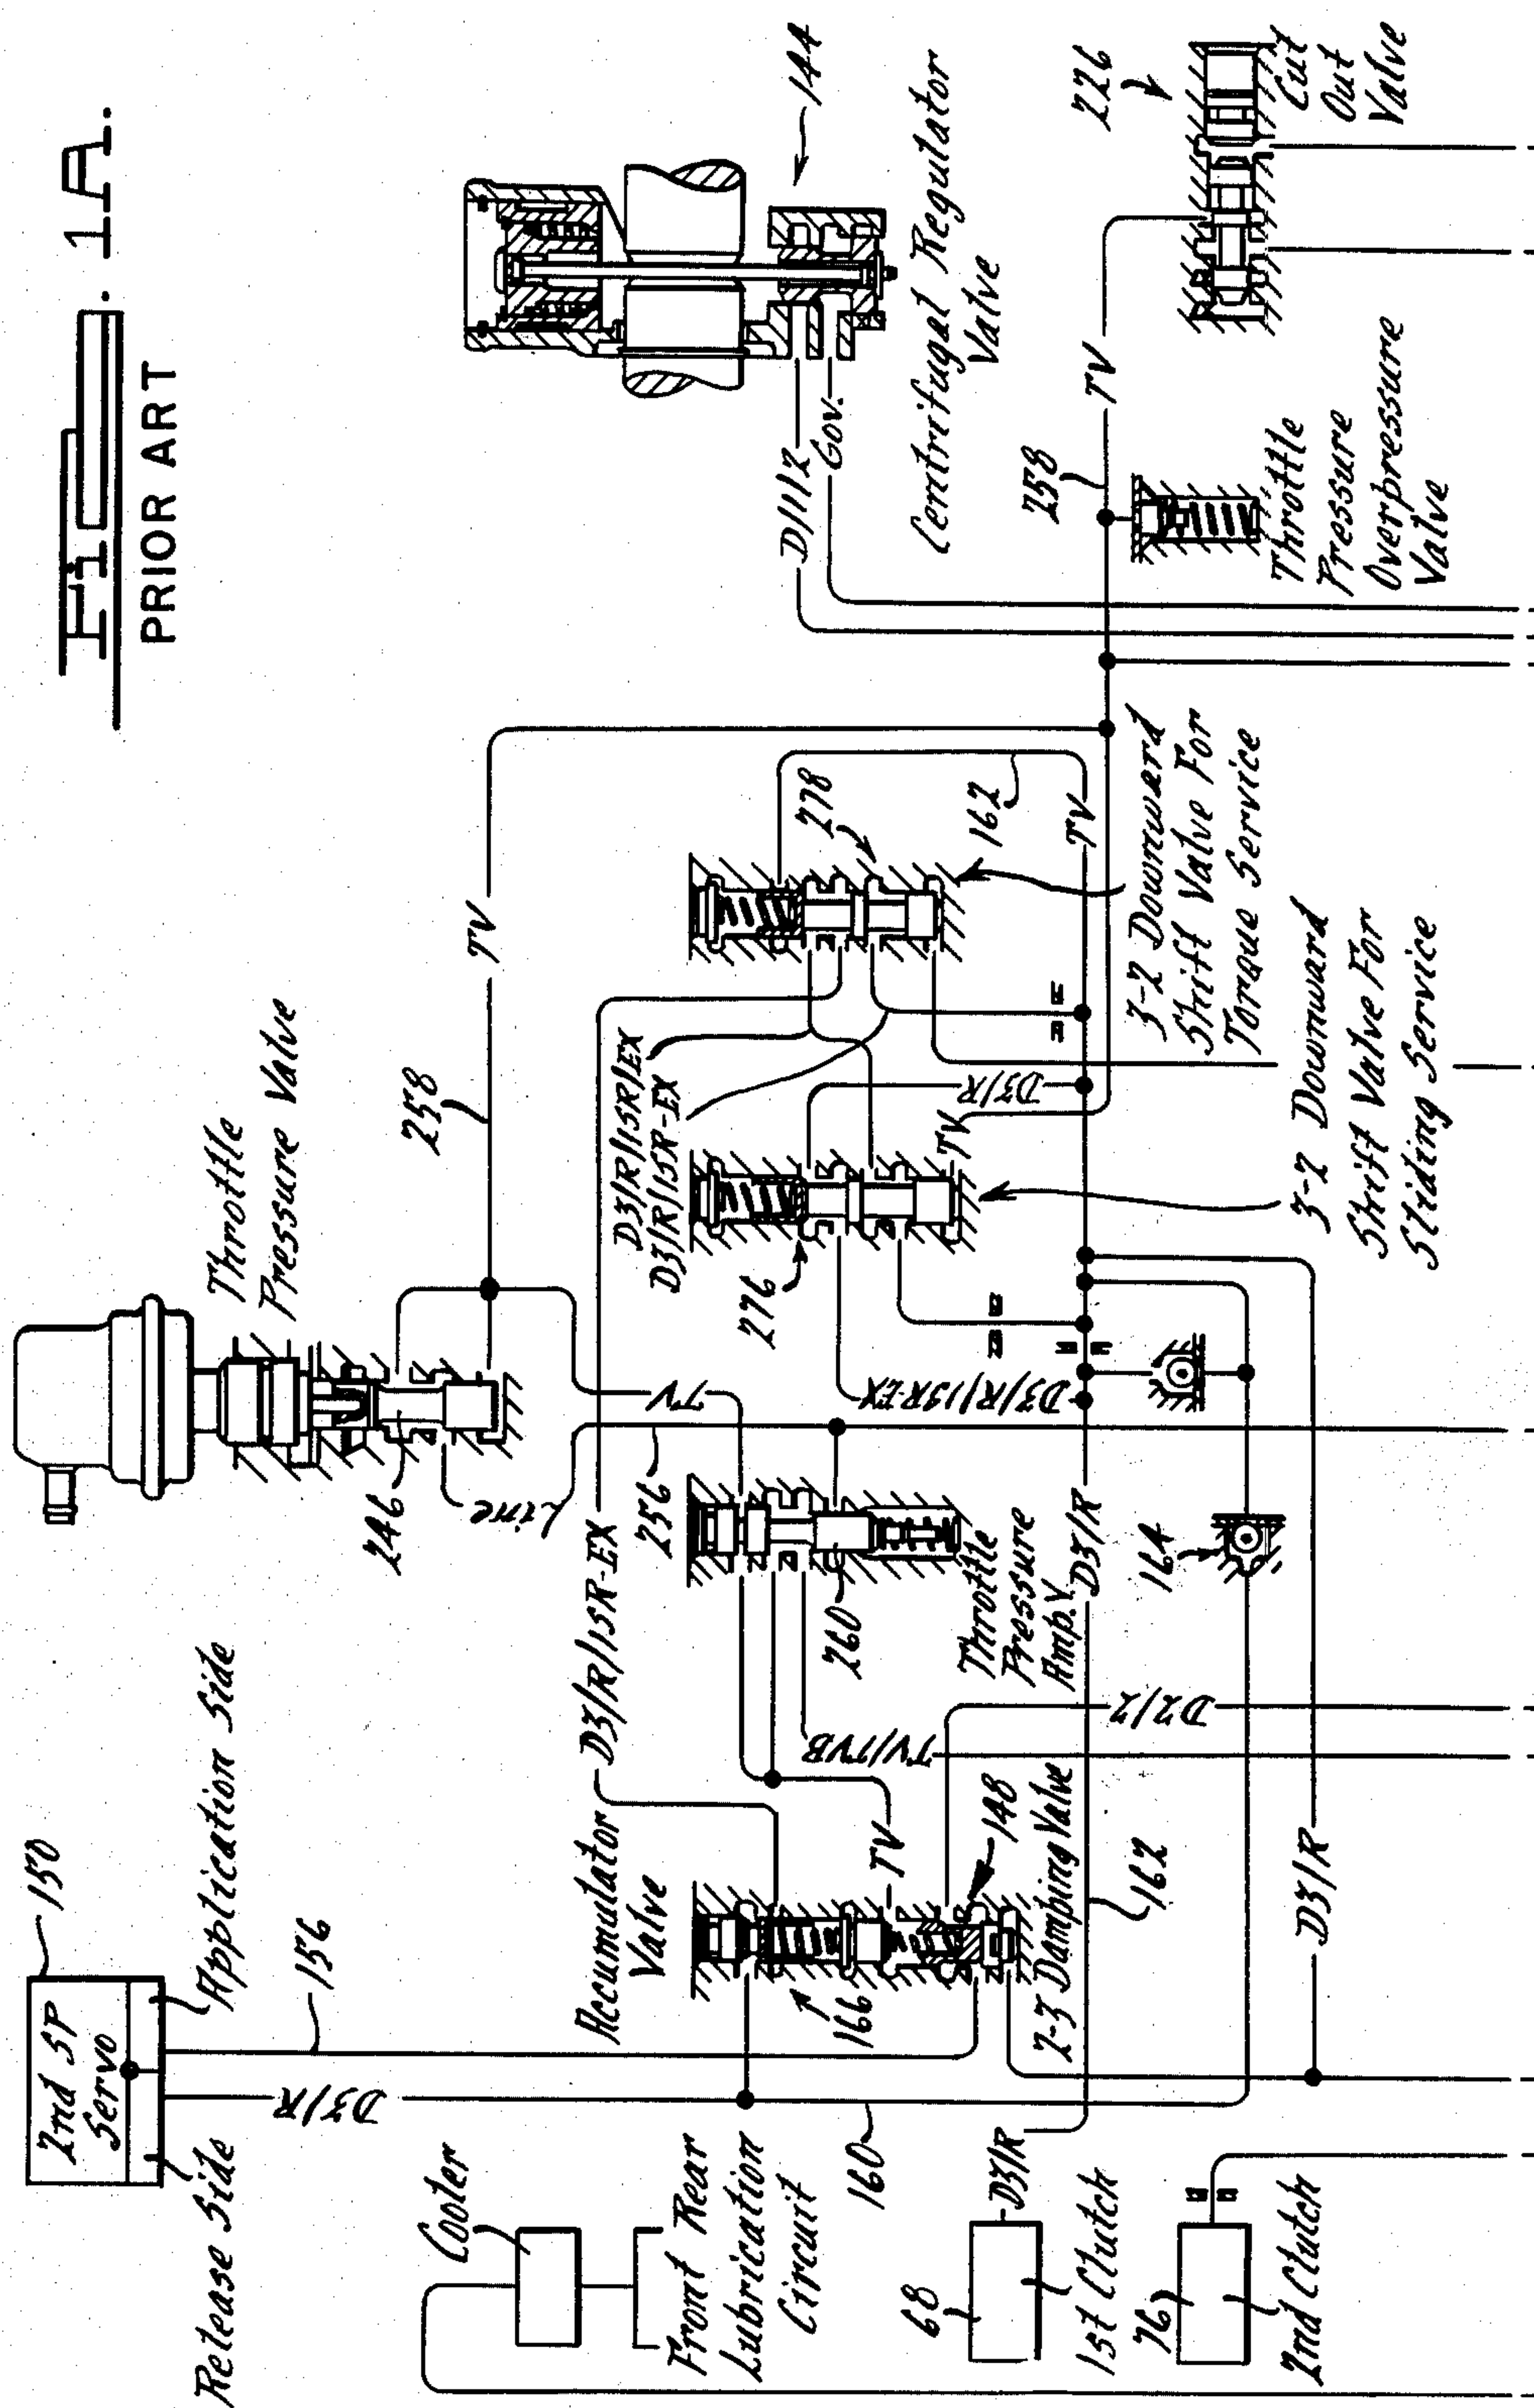 Fig. 1A.
PRIOR ART
150
2nd SP
Servo
Application Side
Release Side
156
D3/R
160
Cooler
Front Rear
Lubrication
Circuit
68
D3/R
1st Clutch
76
2nd Clutch
Accumulator
Valve
166
TV
148
2-3 Damping Valve
162
D3/R
D2/2
TV/TVB
D3/R/1SR-EX
Throttle
Pressure Valve
246
Line
256
TV
260
Throttle
Pressure
Amp.V.
D3/R
164
258
TV
D3/R/1SR/EX
D3/R/1SR-EX
276
D3/R/1SR-EX
D3/R
TV
278
162
TV
3-2 Downward
Shift Valve For
Torque Service
3-2 Downward
Shift Valve For
Sliding Service
144
Centrifugal Regulator
Valve
D/1/2
Gov.
258
TV
Throttle
Pressure
Overpressure
Valve
226
Cut
Out
Valve